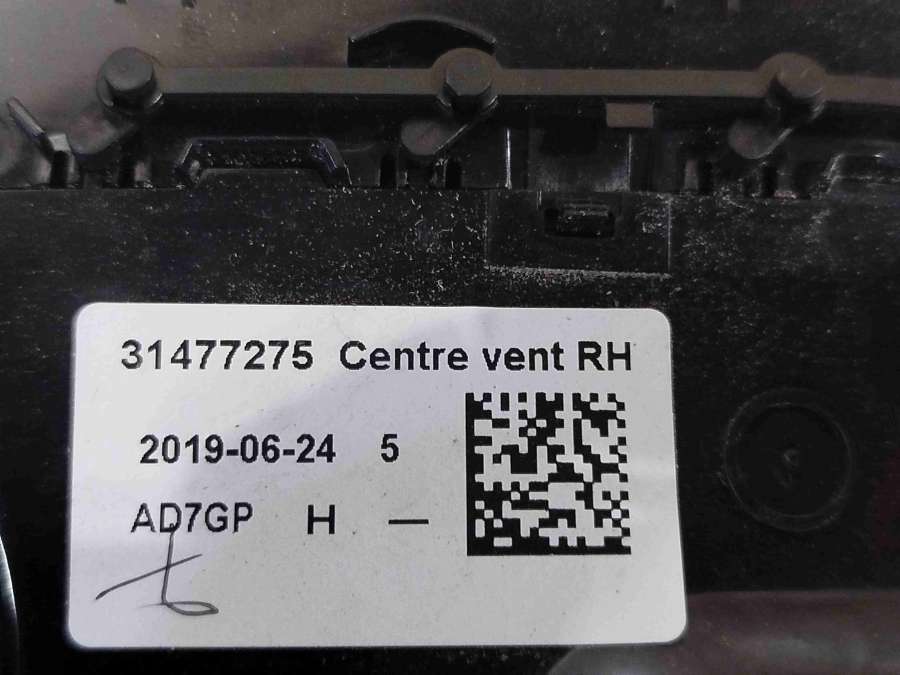 31477275 Centre vent RH
2019-06-24 5
AD7GP H —